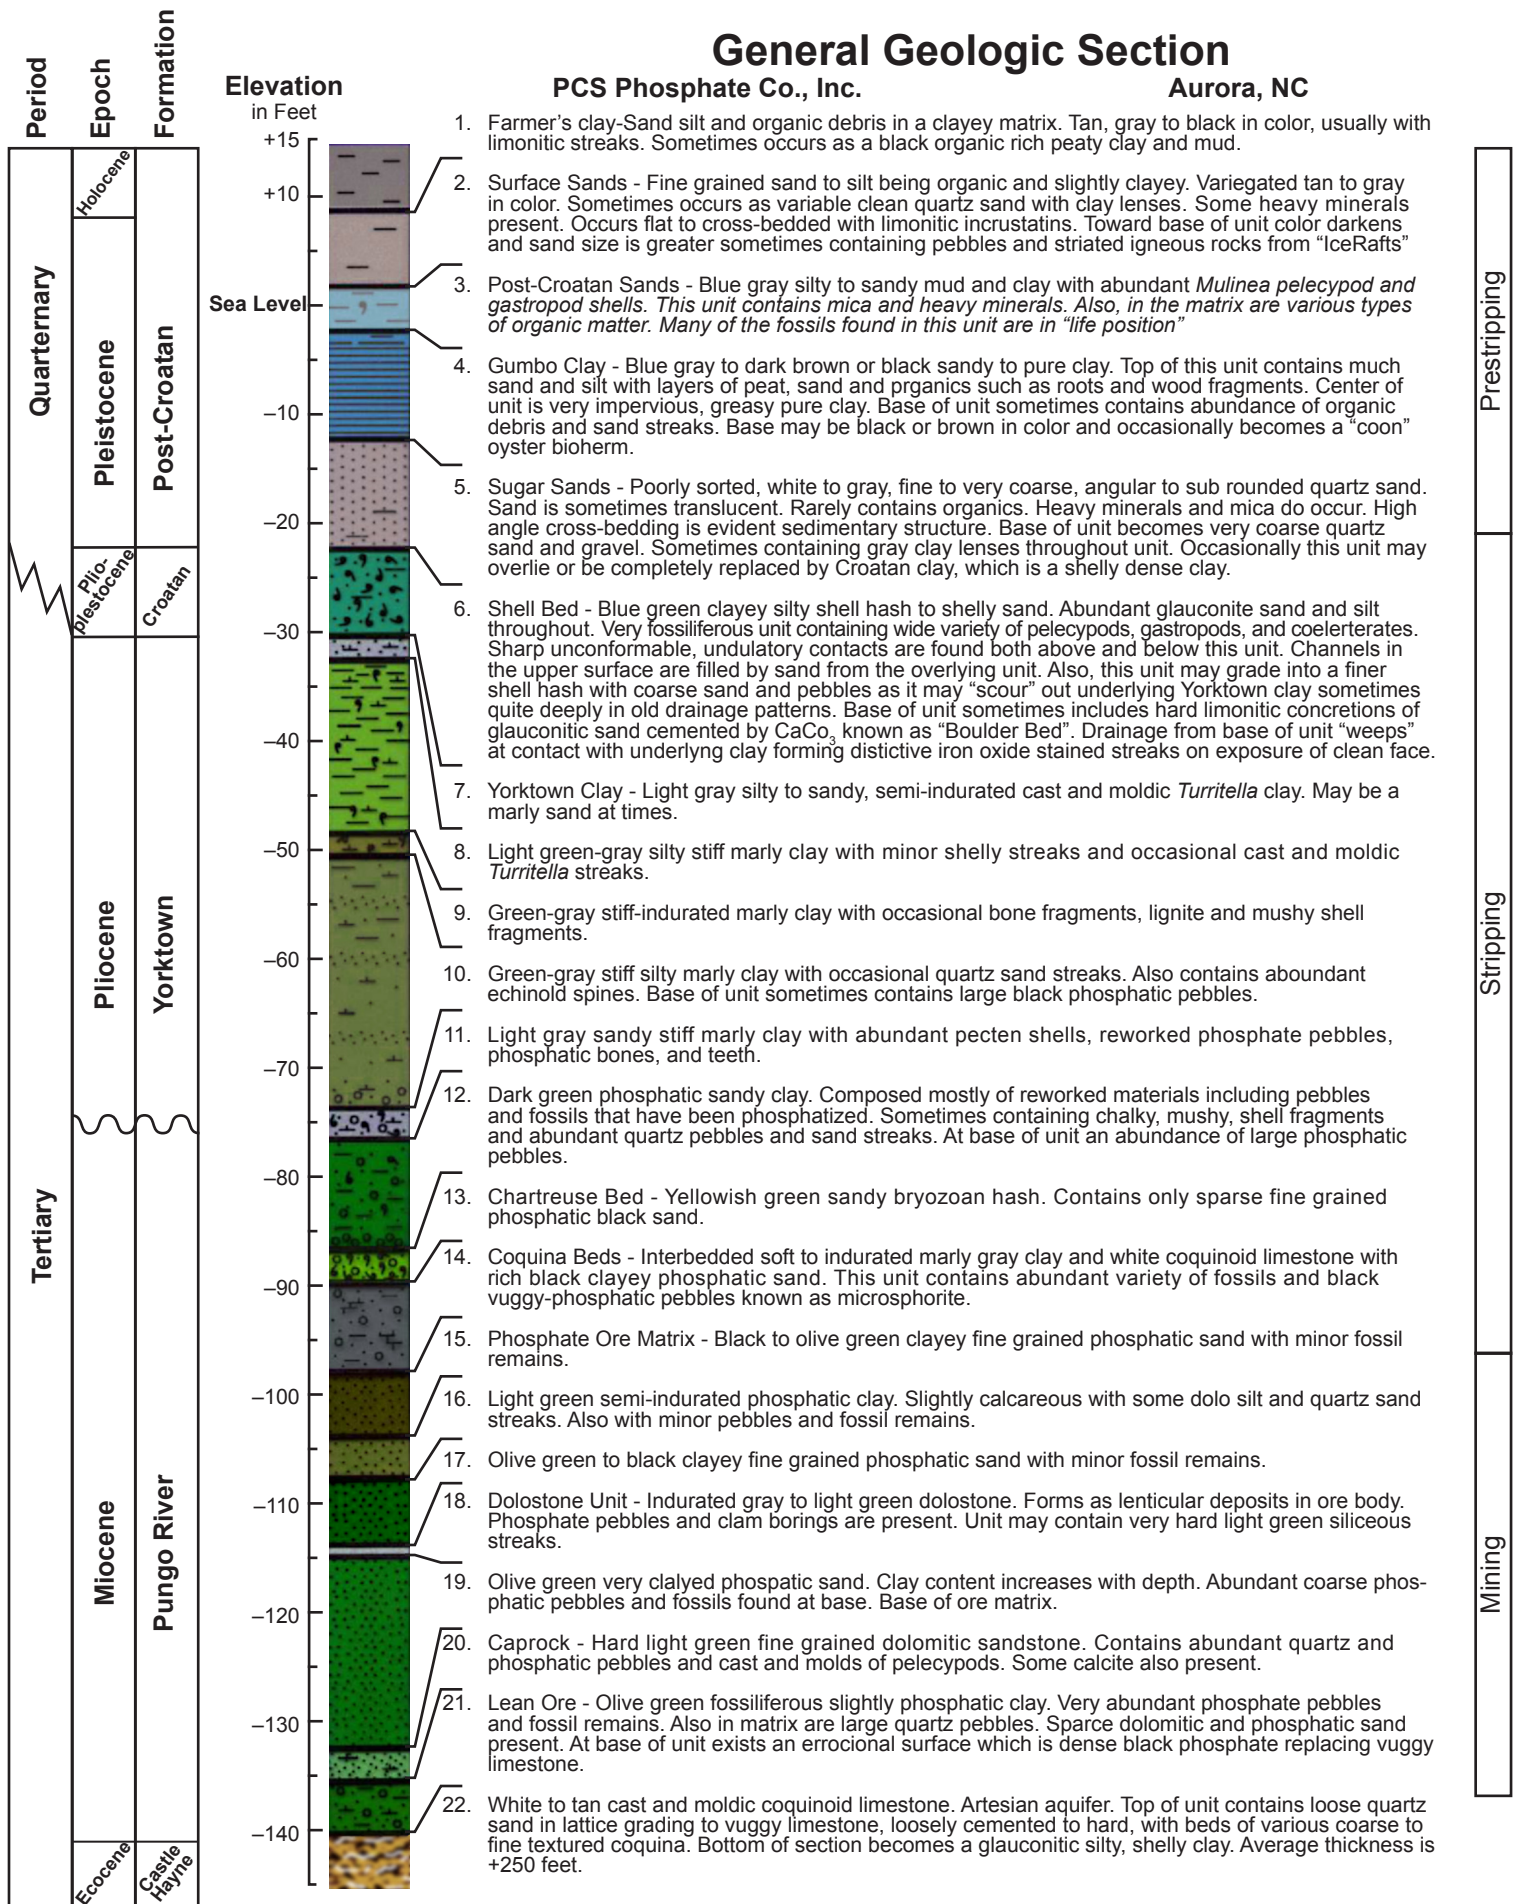 General Geologic Section
PCS Phosphate Co., Inc.
Aurora, NC
Period
Epoch
Formation
Elevation
in Feet
+15
+10
Sea Level
–10
–20
–30
–40
–50
–60
–70
–80
–90
–100
–110
–120
–130
–140
Quarternary
Tertiary
Holocene
Pleistocene
Plio-
plestocene
Pliocene
Miocene
Ecocene
Post-Croatan
Croatan
Yorktown
Pungo River
Castle
Hayne
1. Farmer’s clay-Sand silt and organic debris in a clayey matrix. Tan, gray to black in color, usually with
limonitic streaks. Sometimes occurs as a black organic rich peaty clay and mud.
2. Surface Sands - Fine grained sand to silt being organic and slightly clayey. Variegated tan to gray
in color. Sometimes occurs as variable clean quartz sand with clay lenses. Some heavy minerals
present. Occurs flat to cross-bedded with limonitic incrustatins. Toward base of unit color darkens
and sand size is greater sometimes containing pebbles and striated igneous rocks from “IceRafts”
3. Post-Croatan Sands - Blue gray silty to sandy mud and clay with abundant Mulinea pelecypod and
gastropod shells. This unit contains mica and heavy minerals. Also, in the matrix are various types
of organic matter. Many of the fossils found in this unit are in “life position”
4. Gumbo Clay - Blue gray to dark brown or black sandy to pure clay. Top of this unit contains much
sand and silt with layers of peat, sand and prganics such as roots and wood fragments. Center of
unit is very impervious, greasy pure clay. Base of unit sometimes contains abundance of organic
debris and sand streaks. Base may be black or brown in color and occasionally becomes a “coon”
oyster bioherm.
5. Sugar Sands - Poorly sorted, white to gray, fine to very coarse, angular to sub rounded quartz sand.
Sand is sometimes translucent. Rarely contains organics. Heavy minerals and mica do occur. High
angle cross-bedding is evident sedimentary structure. Base of unit becomes very coarse quartz
sand and gravel. Sometimes containing gray clay lenses throughout unit. Occasionally this unit may
overlie or be completely replaced by Croatan clay, which is a shelly dense clay.
6. Shell Bed - Blue green clayey silty shell hash to shelly sand. Abundant glauconite sand and silt
throughout. Very fossiliferous unit containing wide variety of pelecypods, gastropods, and coelerterates.
Sharp unconformable, undulatory contacts are found both above and below this unit. Channels in
the upper surface are filled by sand from the overlying unit. Also, this unit may grade into a finer
shell hash with coarse sand and pebbles as it may “scour” out underlying Yorktown clay sometimes
quite deeply in old drainage patterns. Base of unit sometimes includes hard limonitic concretions of
glauconitic sand cemented by CaCo3 known as “Boulder Bed”. Drainage from base of unit “weeps”
at contact with underlyng clay forming distictive iron oxide stained streaks on exposure of clean face.
7. Yorktown Clay - Light gray silty to sandy, semi-indurated cast and moldic Turritella clay. May be a
marly sand at times.
8. Light green-gray silty stiff marly clay with minor shelly streaks and occasional cast and moldic
Turritella streaks.
9. Green-gray stiff-indurated marly clay with occasional bone fragments, lignite and mushy shell
fragments.
10. Green-gray stiff silty marly clay with occasional quartz sand streaks. Also contains aboundant
echinold spines. Base of unit sometimes contains large black phosphatic pebbles.
11. Light gray sandy stiff marly clay with abundant pecten shells, reworked phosphate pebbles,
phosphatic bones, and teeth.
12. Dark green phosphatic sandy clay. Composed mostly of reworked materials including pebbles
and fossils that have been phosphatized. Sometimes containing chalky, mushy, shell fragments
and abundant quartz pebbles and sand streaks. At base of unit an abundance of large phosphatic
pebbles.
13. Chartreuse Bed - Yellowish green sandy bryozoan hash. Contains only sparse fine grained
phosphatic black sand.
14. Coquina Beds - Interbedded soft to indurated marly gray clay and white coquinoid limestone with
rich black clayey phosphatic sand. This unit contains abundant variety of fossils and black
vuggy-phosphatic pebbles known as microsphorite.
15. Phosphate Ore Matrix - Black to olive green clayey fine grained phosphatic sand with minor fossil
remains.
16. Light green semi-indurated phosphatic clay. Slightly calcareous with some dolo silt and quartz sand
streaks. Also with minor pebbles and fossil remains.
17. Olive green to black clayey fine grained phosphatic sand with minor fossil remains.
18. Dolostone Unit - Indurated gray to light green dolostone. Forms as lenticular deposits in ore body.
Phosphate pebbles and clam borings are present. Unit may contain very hard light green siliceous
streaks.
19. Olive green very clalyed phospatic sand. Clay content increases with depth. Abundant coarse phos-
phatic pebbles and fossils found at base. Base of ore matrix.
20. Caprock - Hard light green fine grained dolomitic sandstone. Contains abundant quartz and
phosphatic pebbles and cast and molds of pelecypods. Some calcite also present.
21. Lean Ore - Olive green fossiliferous slightly phosphatic clay. Very abundant phosphate pebbles
and fossil remains. Also in matrix are large quartz pebbles. Sparce dolomitic and phosphatic sand
present. At base of unit exists an errocional surface which is dense black phosphate replacing vuggy
limestone.
22. White to tan cast and moldic coquinoid limestone. Artesian aquifer. Top of unit contains loose quartz
sand in lattice grading to vuggy limestone, loosely cemented to hard, with beds of various coarse to
fine textured coquina. Bottom of section becomes a glauconitic silty, shelly clay. Average thickness is
+250 feet.
Prestripping
Stripping
Mining